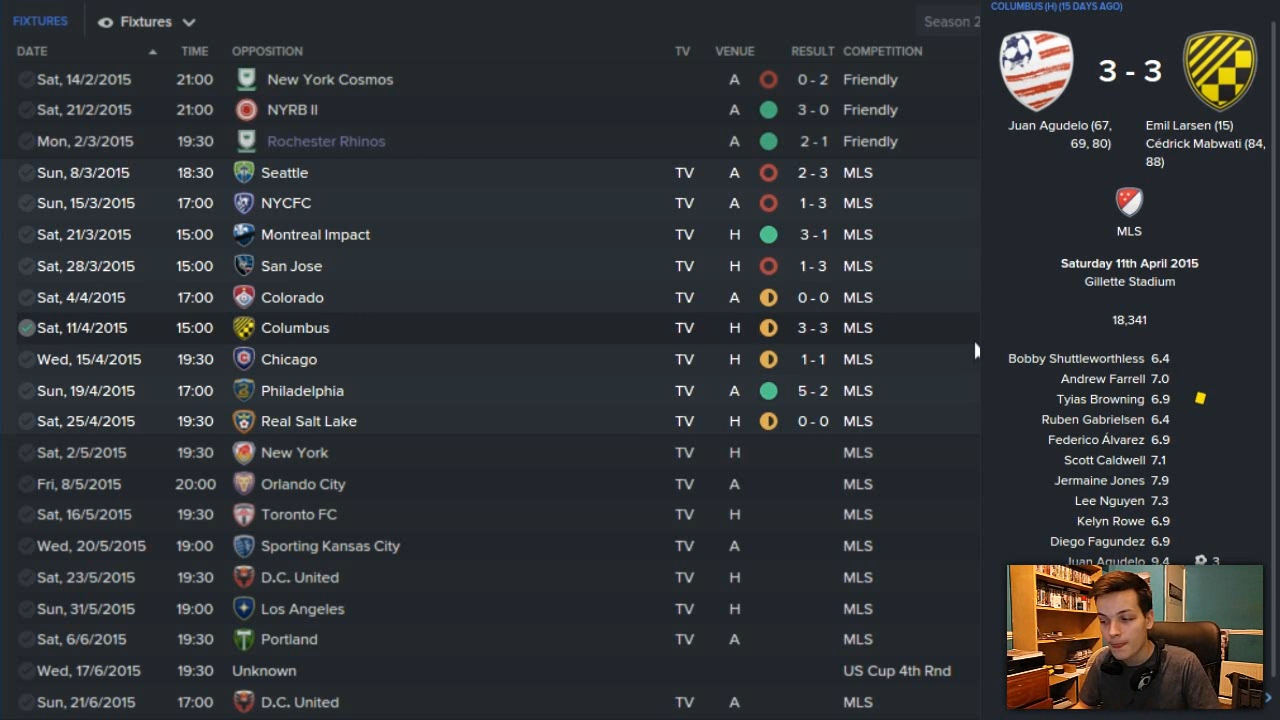 FIXTURES Fixtures Season 2
DATE TIME OPPOSITION TV VENUE RESULT COMPETITION
Sat, 14/2/2015 21:00 New York Cosmos A 0 - 2 Friendly
Sat, 21/2/2015 21:00 NYRB II A 3 - 0 Friendly
Mon, 2/3/2015 19:30 Rochester Rhinos A 2 - 1 Friendly
Sun, 8/3/2015 18:30 Seattle TV A 2 - 3 MLS
Sun, 15/3/2015 17:00 NYCFC TV A 1 - 3 MLS
Sat, 21/3/2015 15:00 Montreal Impact TV H 3 - 1 MLS
Sat, 28/3/2015 15:00 San Jose TV H 1 - 3 MLS
Sat, 4/4/2015 17:00 Colorado TV A 0 - 0 MLS
Sat, 11/4/2015 15:00 Columbus TV H 3 - 3 MLS
Wed, 15/4/2015 19:30 Chicago TV H 1 - 1 MLS
Sun, 19/4/2015 17:00 Philadelphia TV A 5 - 2 MLS
Sat, 25/4/2015 19:30 Real Salt Lake TV H 0 - 0 MLS
Sat, 2/5/2015 19:30 New York TV H MLS
Fri, 8/5/2015 20:00 Orlando City TV A MLS
Sat, 16/5/2015 19:30 Toronto FC TV H MLS
Wed, 20/5/2015 19:00 Sporting Kansas City TV A MLS
Sat, 23/5/2015 19:30 D.C. United TV H MLS
Sun, 31/5/2015 19:00 Los Angeles TV H MLS
Sat, 6/6/2015 19:30 Portland TV A MLS
Wed, 17/6/2015 19:30 Unknown US Cup 4th Rnd
Sun, 21/6/2015 17:00 D.C. United TV A MLS
COLUMBUS (H) (15 DAYS AGO)
3 - 3
Juan Agudelo (67,
69, 80)
Emil Larsen (15)
Cédrick Mabwati (84,
88)
MLS
Saturday 11th April 2015
Gillette Stadium
18,341
Bobby Shuttleworthless 6.4
Andrew Farrell 7.0
Tyias Browning 6.9
Ruben Gabrielsen 6.4
Federico Álvarez 6.9
Scott Caldwell 7.1
Jermaine Jones 7.9
Lee Nguyen 7.3
Kelyn Rowe 6.9
Diego Fagundez 6.9
Juan Agudelo 9.4 3